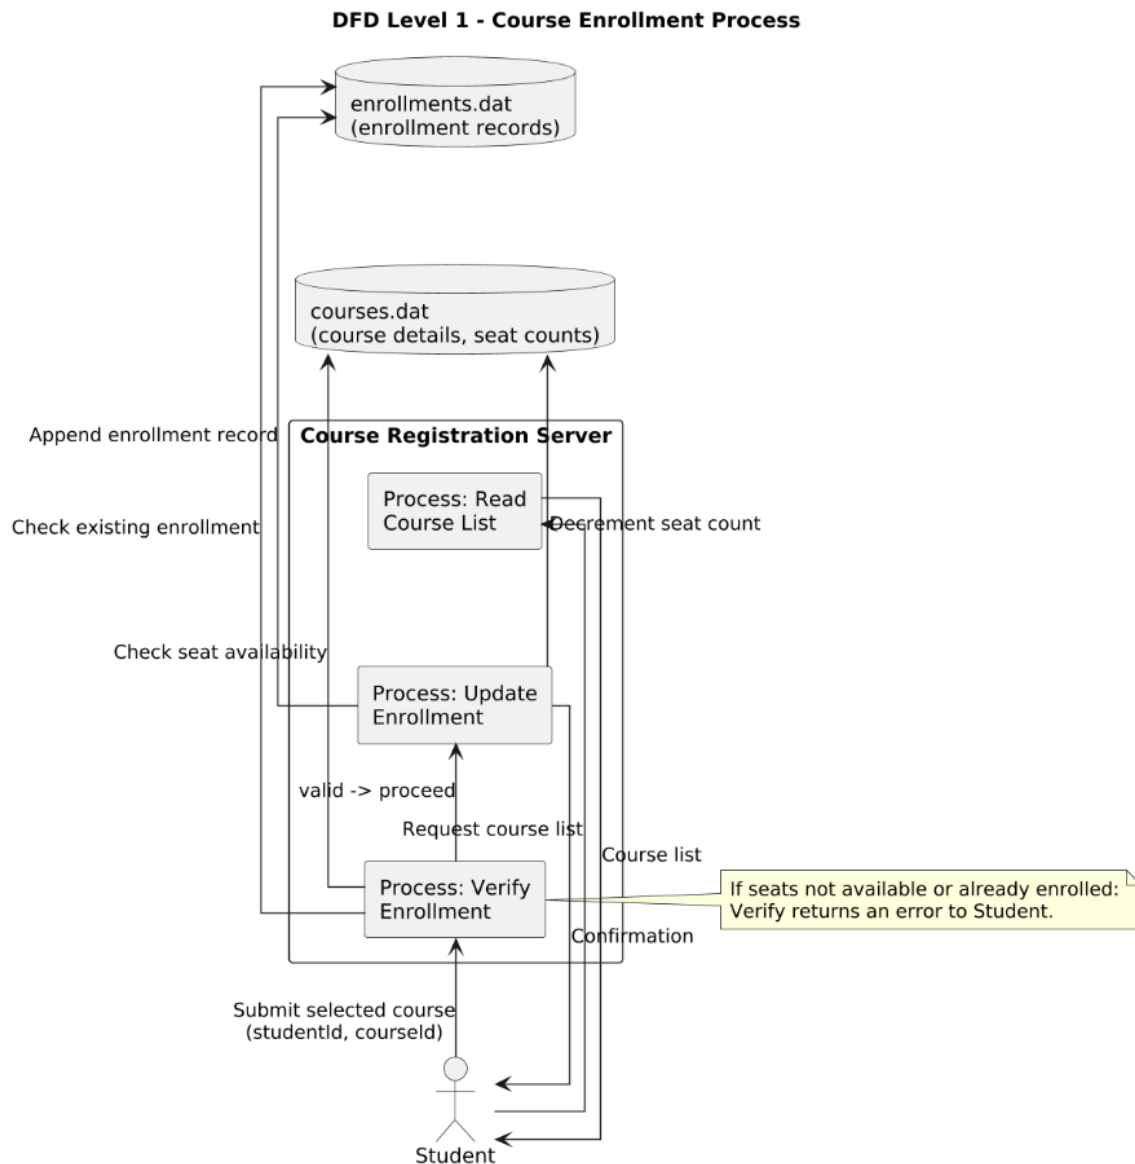 DFD Level 1 - Course Enrollment Process
enrollments.dat
(enrollment records)
courses.dat
(course details, seat counts)
Append enrollment record
Course Registration Server
Process: Read
Course List
Check existing enrollment
Decrement seat count
Check seat availability
Process: Update
Enrollment
valid -> proceed
Request course list
Course list
Process: Verify
Enrollment
If seats not available or already enrolled:
Verify returns an error to Student.
Confirmation
Submit selected course
(studentId, courseId)
Student